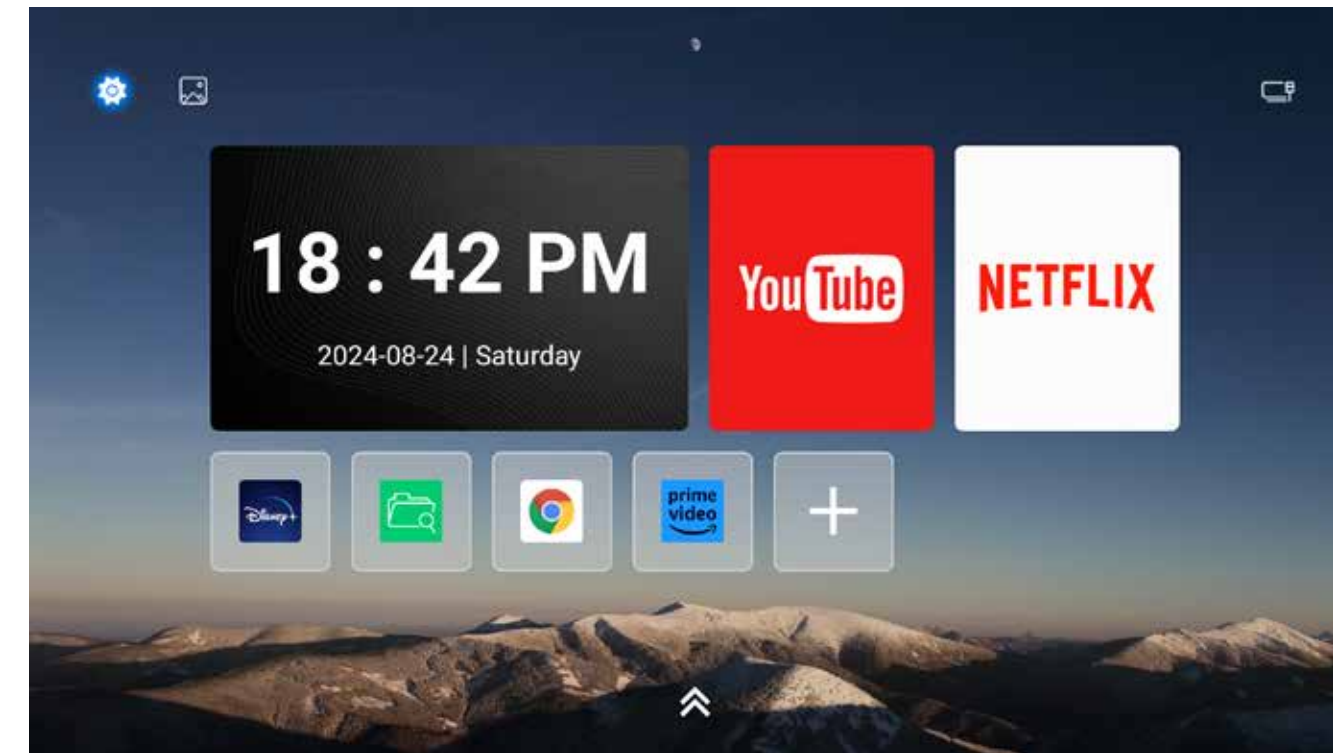 18 : 42 PM
2024-08-24 | Saturday
YouTube
NETFLIX
Disney+
prime
video